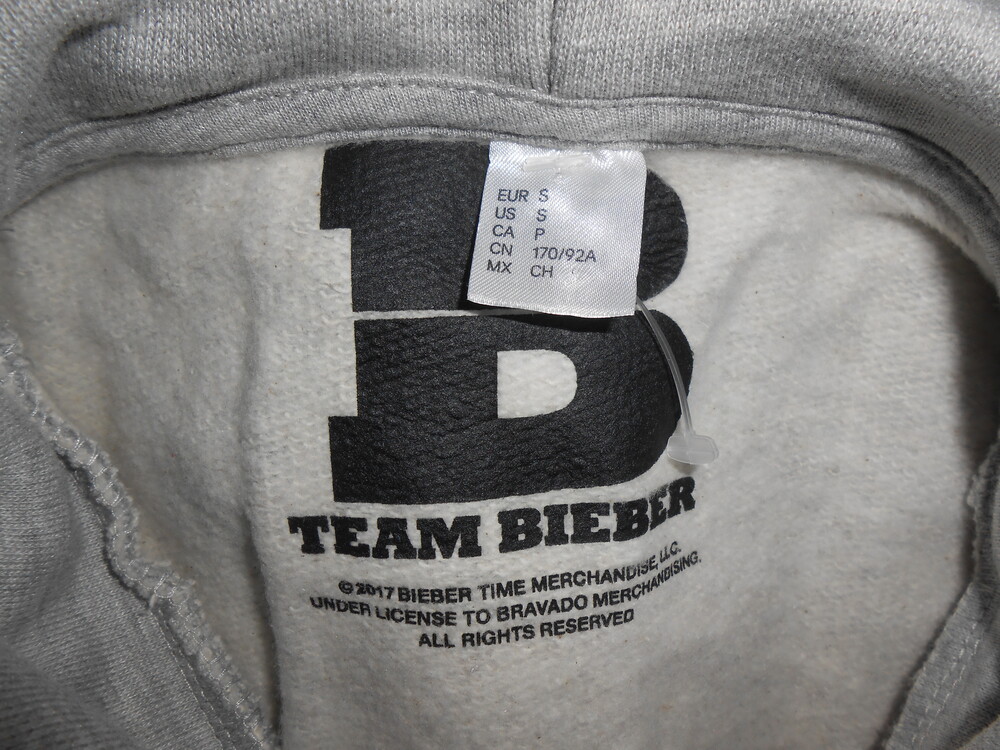 B
EUR S
US S
CA P
CN 170/92A
MX CH
TEAM BIEBER
©2017 BIEBER TIME MERCHANDISE, LLC.
UNDER LICENSE TO BRAVADO MERCHANDISING.
ALL RIGHTS RESERVED